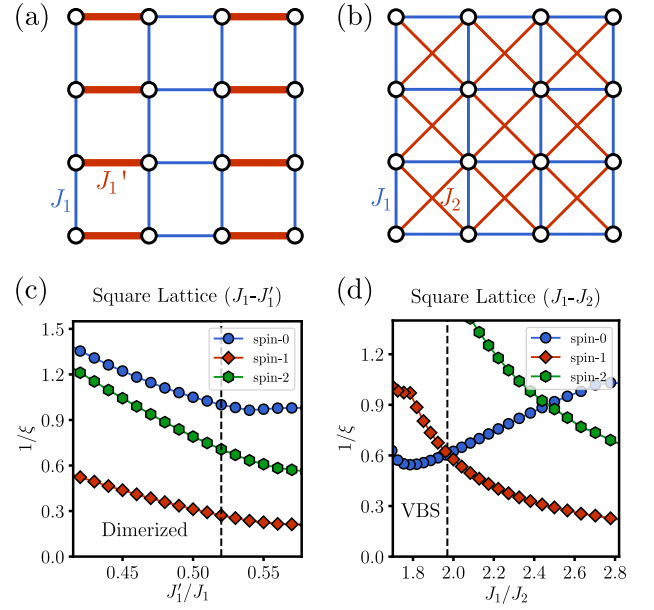 (a)
(b)
J₁'
J₁
J₁
J₂
(c)
Square Lattice (J₁-J₁′)
spin-0
spin-1
spin-2
1.5
1.2
0.9
0.6
0.3
0.0
1/ξ
Dimerized
0.45
0.50
0.55
J₁′/J₁
(d)
Square Lattice (J₁-J₂)
spin-0
spin-1
spin-2
1.2
0.9
0.6
0.3
0.0
1/ξ
VBS
1.8
2.0
2.2
2.4
2.6
2.8
J₁/J₂